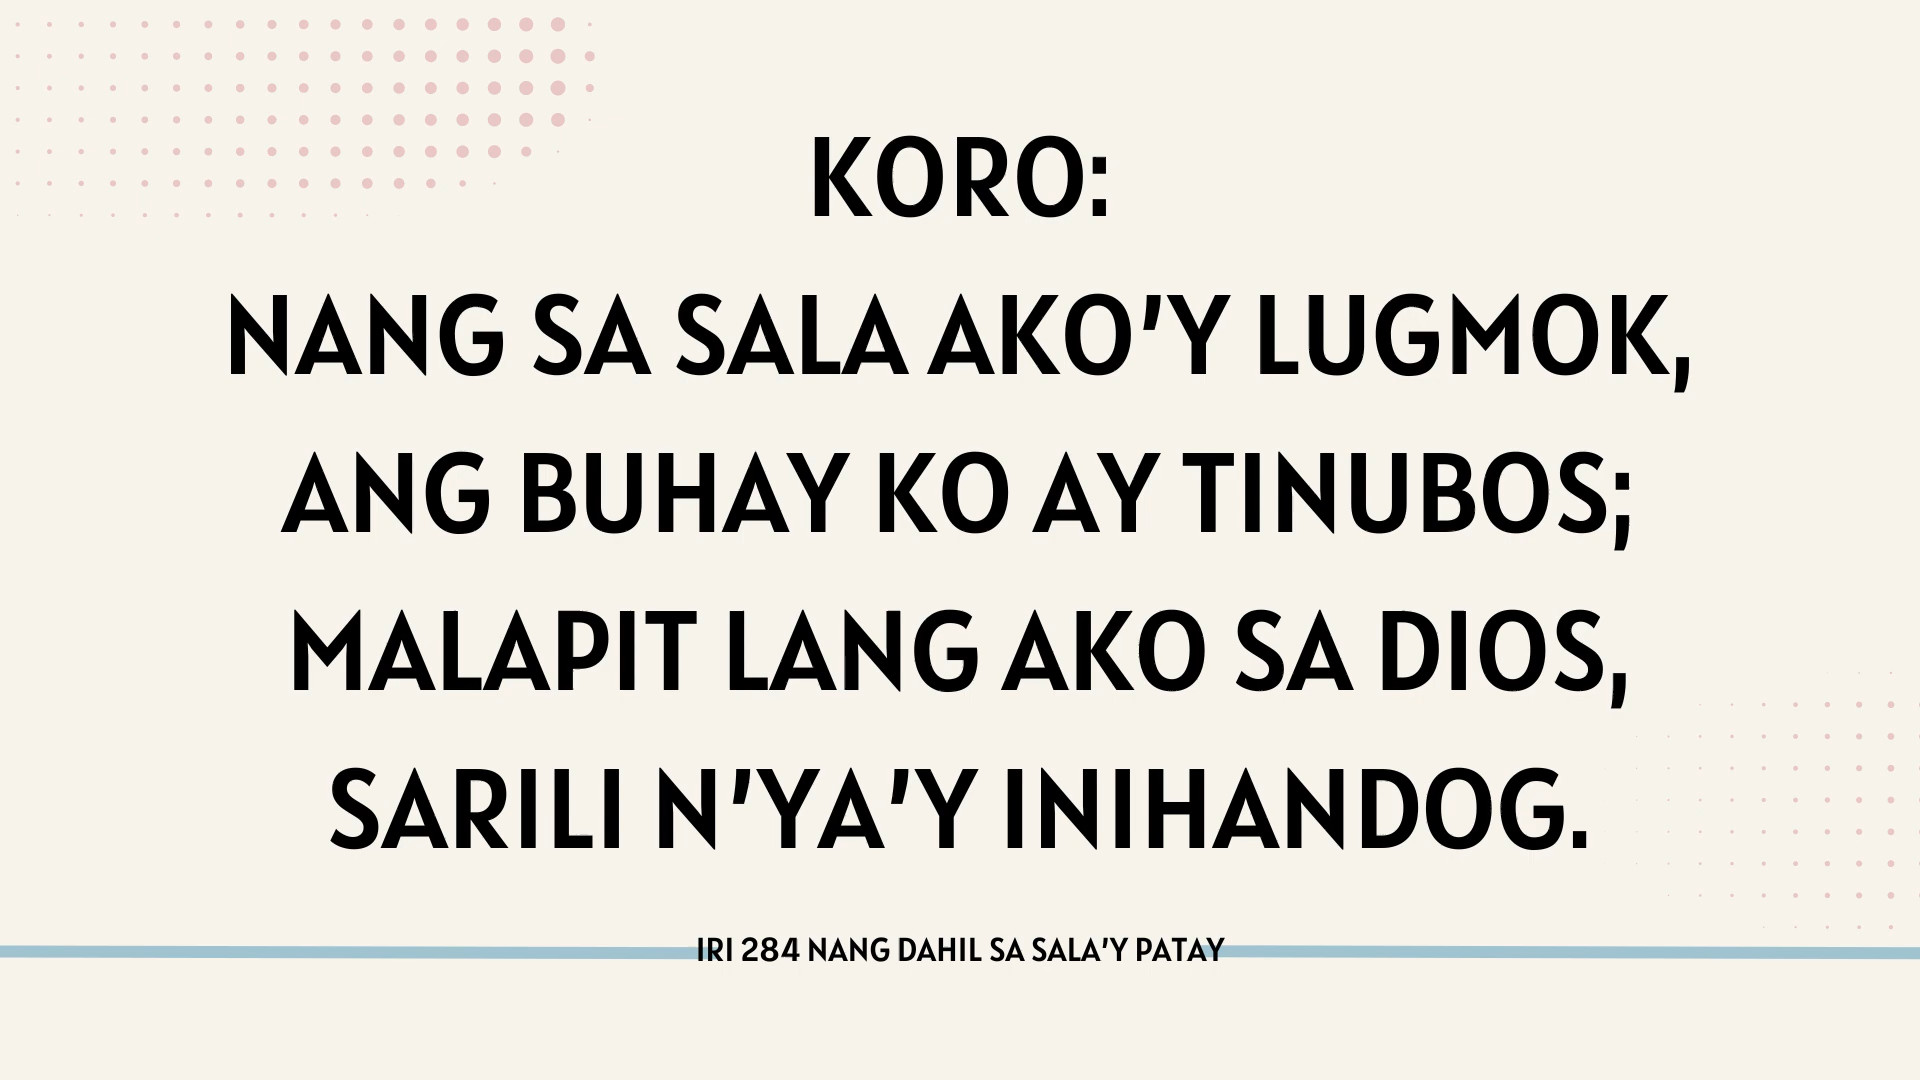 KORO:
NANG SA SALA AKO'Y LUGMOK,
ANG BUHAY KO AY TINUBOS;
MALAPIT LANG AKO SA DIOS,
SARILI N'YA'Y INIHANDOG.
IRI 284 NANG DAHIL SA SALA'Y PATAY